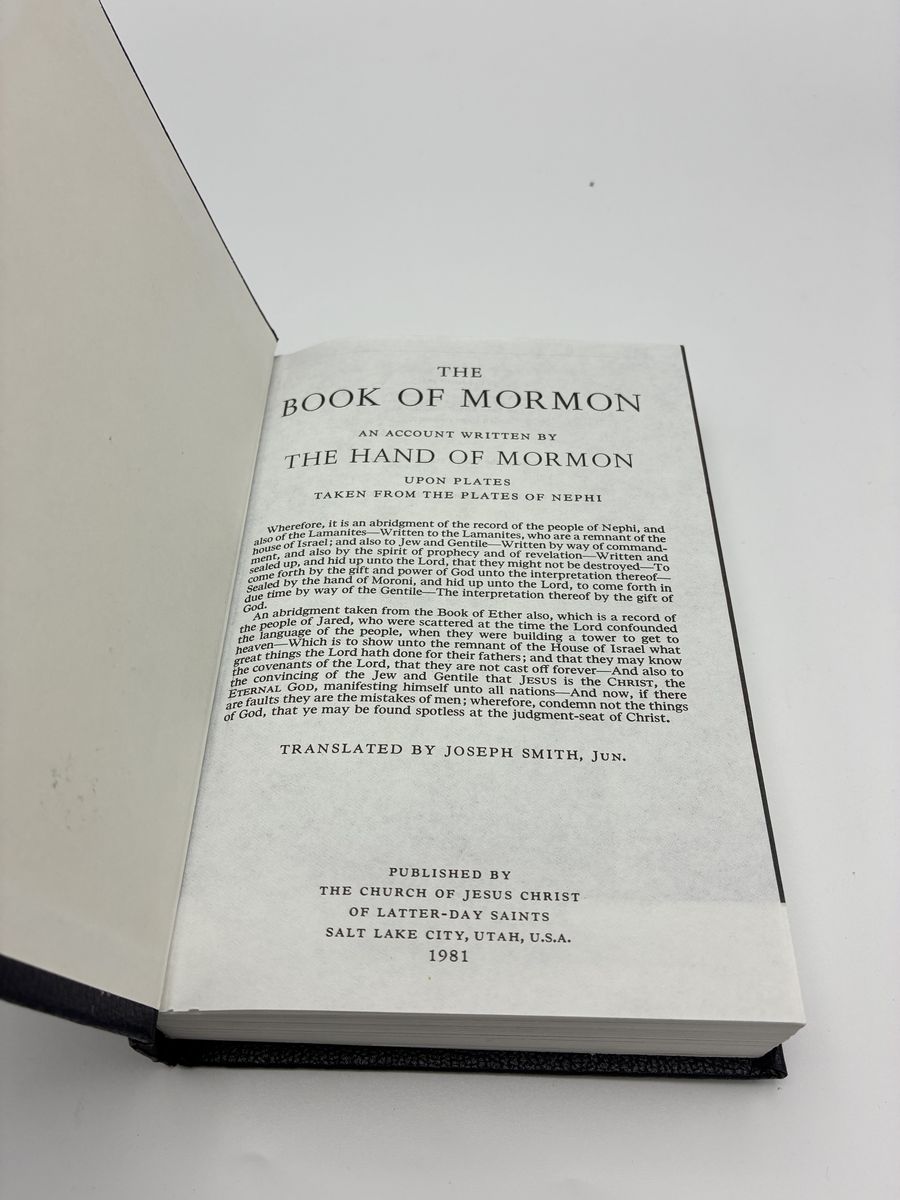 THE
BOOK OF MORMON
AN ACCOUNT WRITTEN BY
THE HAND OF MORMON
UPON PLATES
TAKEN FROM THE PLATES OF NEPHI
Wherefore, it is an abridgment of the record of the people of Nephi, and
also of the Lamanites—Written to the Lamanites, who are a remnant of the
house of Israel; and also to Jew and Gentile—Written by way of command-
ment, and also by the spirit of prophecy and of revelation—Written and
sealed up, and hid up unto the Lord, that they might not be destroyed—To
come forth by the gift and power of God unto the interpretation thereof—
Sealed by the hand of Moroni, and hid up unto the Lord, to come forth in
due time by way of the Gentile—The interpretation thereof by the gift of
God.
An abridgment taken from the Book of Ether also, which is a record of
the people of Jared, who were scattered at the time the Lord confounded
the language of the people, when they were building a tower to get to
heaven—Which is to show unto the remnant of the House of Israel what
great things the Lord hath done for their fathers; and that they may know
the covenants of the Lord, that they are not cast off forever—And also to
the convincing of the Jew and Gentile that JESUS is the CHRIST, the
ETERNAL GOD, manifesting himself unto all nations—And now, if there
are faults they are the mistakes of men; wherefore, condemn not the things
of God, that ye may be found spotless at the judgment-seat of Christ.
TRANSLATED BY JOSEPH SMITH, JUN.
PUBLISHED BY
THE CHURCH OF JESUS CHRIST
OF LATTER-DAY SAINTS
SALT LAKE CITY, UTAH, U.S.A.
1981